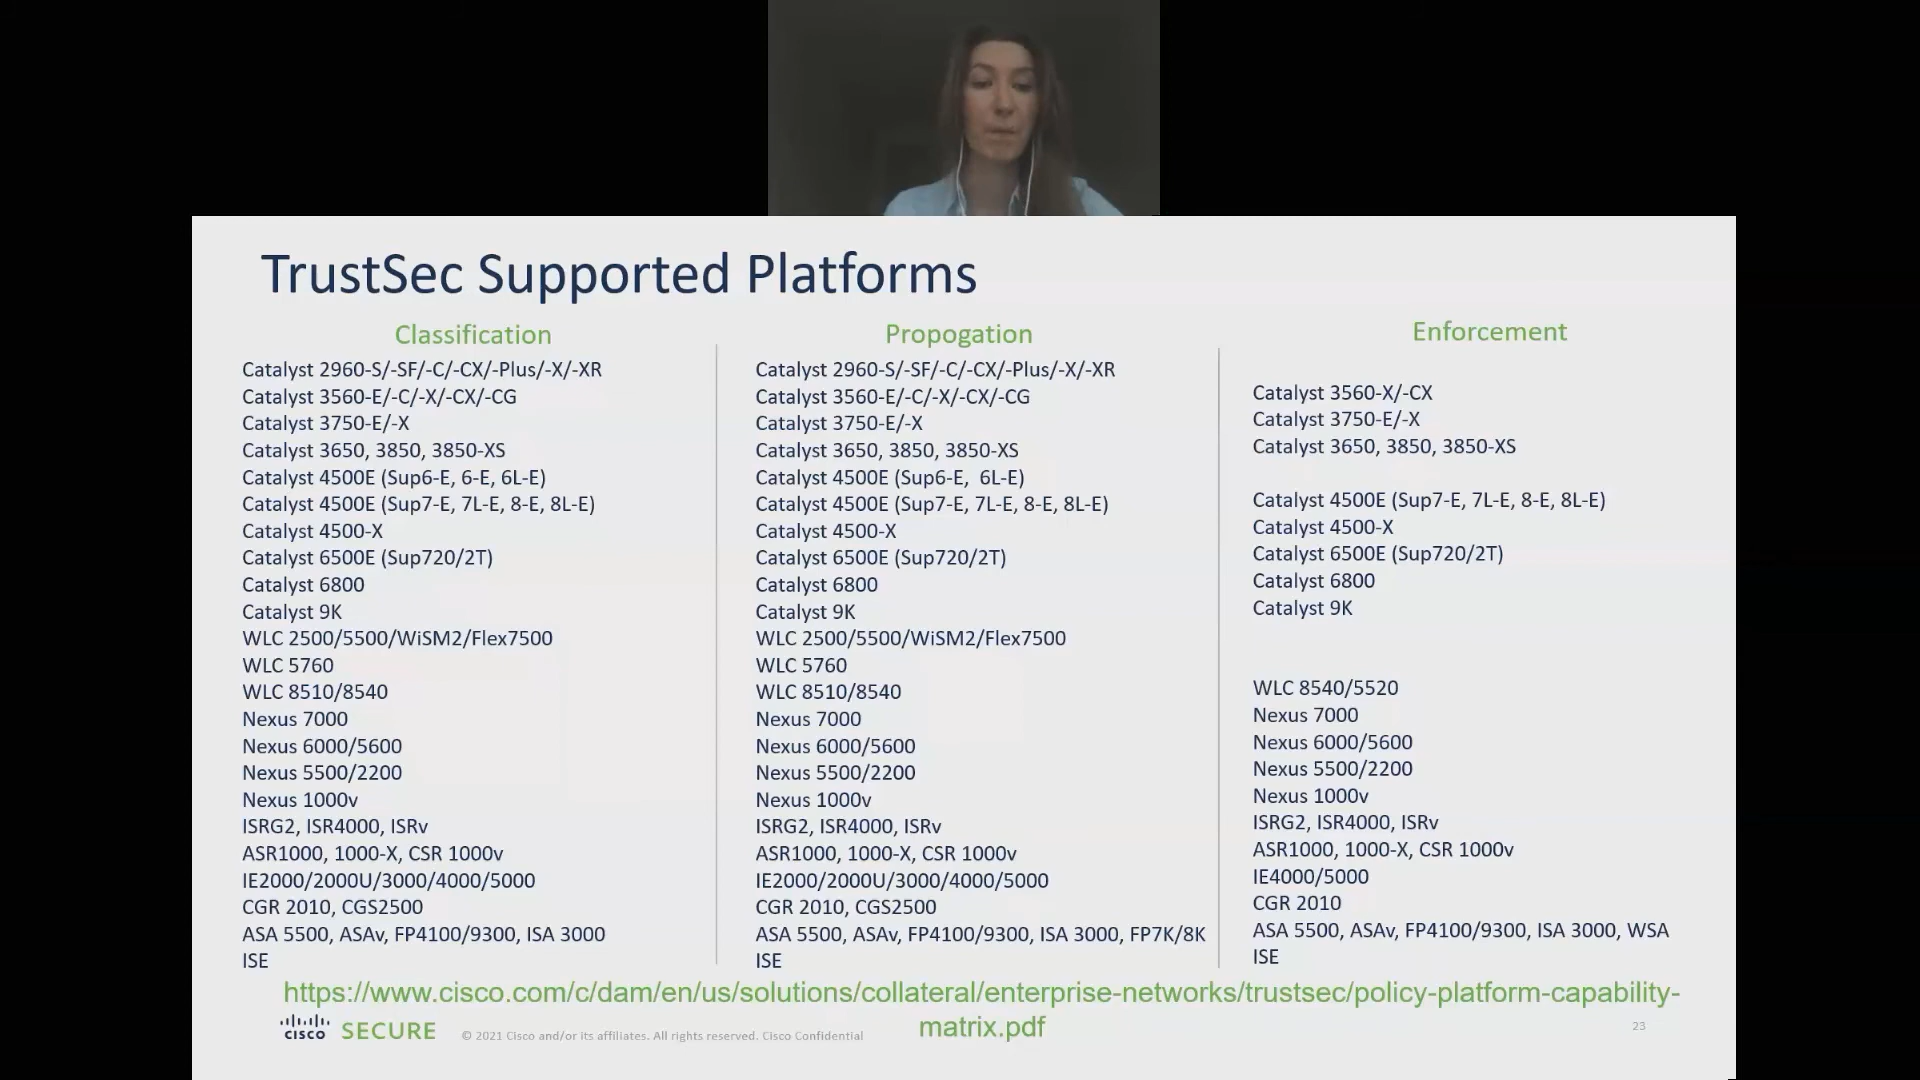 TrustSec Supported Platforms
Classification
Catalyst 2960-S/-SF/-C/-CX/-Plus/-X/-XR
Catalyst 3560-E/-C/-X/-CX/-CG
Catalyst 3750-E/-X
Catalyst 3650, 3850, 3850-XS
Catalyst 4500E (Sup6-E, 6-E, 6L-E)
Catalyst 4500E (Sup7-E, 7L-E, 8-E, 8L-E)
Catalyst 4500-X
Catalyst 6500E (Sup720/2T)
Catalyst 6800
Catalyst 9K
WLC 2500/5500/WiSM2/Flex7500
WLC 5760
WLC 8510/8540
Nexus 7000
Nexus 6000/5600
Nexus 5500/2200
Nexus 1000v
ISRG2, ISR4000, ISRv
ASR1000, 1000-X, CSR 1000v
IE2000/2000U/3000/4000/5000
CGR 2010, CGS2500
ASA 5500, ASAv, FP4100/9300, ISA 3000
ISE
Propogation
Catalyst 2960-S/-SF/-C/-CX/-Plus/-X/-XR
Catalyst 3560-E/-C/-X/-CX/-CG
Catalyst 3750-E/-X
Catalyst 3650, 3850, 3850-XS
Catalyst 4500E (Sup6-E, 6L-E)
Catalyst 4500E (Sup7-E, 7L-E, 8-E, 8L-E)
Catalyst 4500-X
Catalyst 6500E (Sup720/2T)
Catalyst 6800
Catalyst 9K
WLC 2500/5500/WiSM2/Flex7500
WLC 5760
WLC 8510/8540
Nexus 7000
Nexus 6000/5600
Nexus 5500/2200
Nexus 1000v
ISRG2, ISR4000, ISRv
ASR1000, 1000-X, CSR 1000v
IE2000/2000U/3000/4000/5000
CGR 2010, CGS2500
ASA 5500, ASAv, FP4100/9300, ISA 3000, FP7K/8K
ISE
Enforcement
Catalyst 3560-X/-CX
Catalyst 3750-E/-X
Catalyst 3650, 3850, 3850-XS
Catalyst 4500E (Sup7-E, 7L-E, 8-E, 8L-E)
Catalyst 4500-X
Catalyst 6500E (Sup720/2T)
Catalyst 6800
Catalyst 9K
WLC 8540/5520
Nexus 7000
Nexus 6000/5600
Nexus 5500/2200
Nexus 1000v
ISRG2, ISR4000, ISRv
ASR1000, 1000-X, CSR 1000v
IE4000/5000
CGR 2010
ASA 5500, ASAv, FP4100/9300, ISA 3000, WSA
ISE
https://www.cisco.com/c/dam/en/us/solutions/collateral/enterprise-networks/trustsec/policy-platform-capability-
matrix.pdf
CISCO SECURE
© 2021 Cisco and/or its affiliates. All rights reserved. Cisco Confidential
23